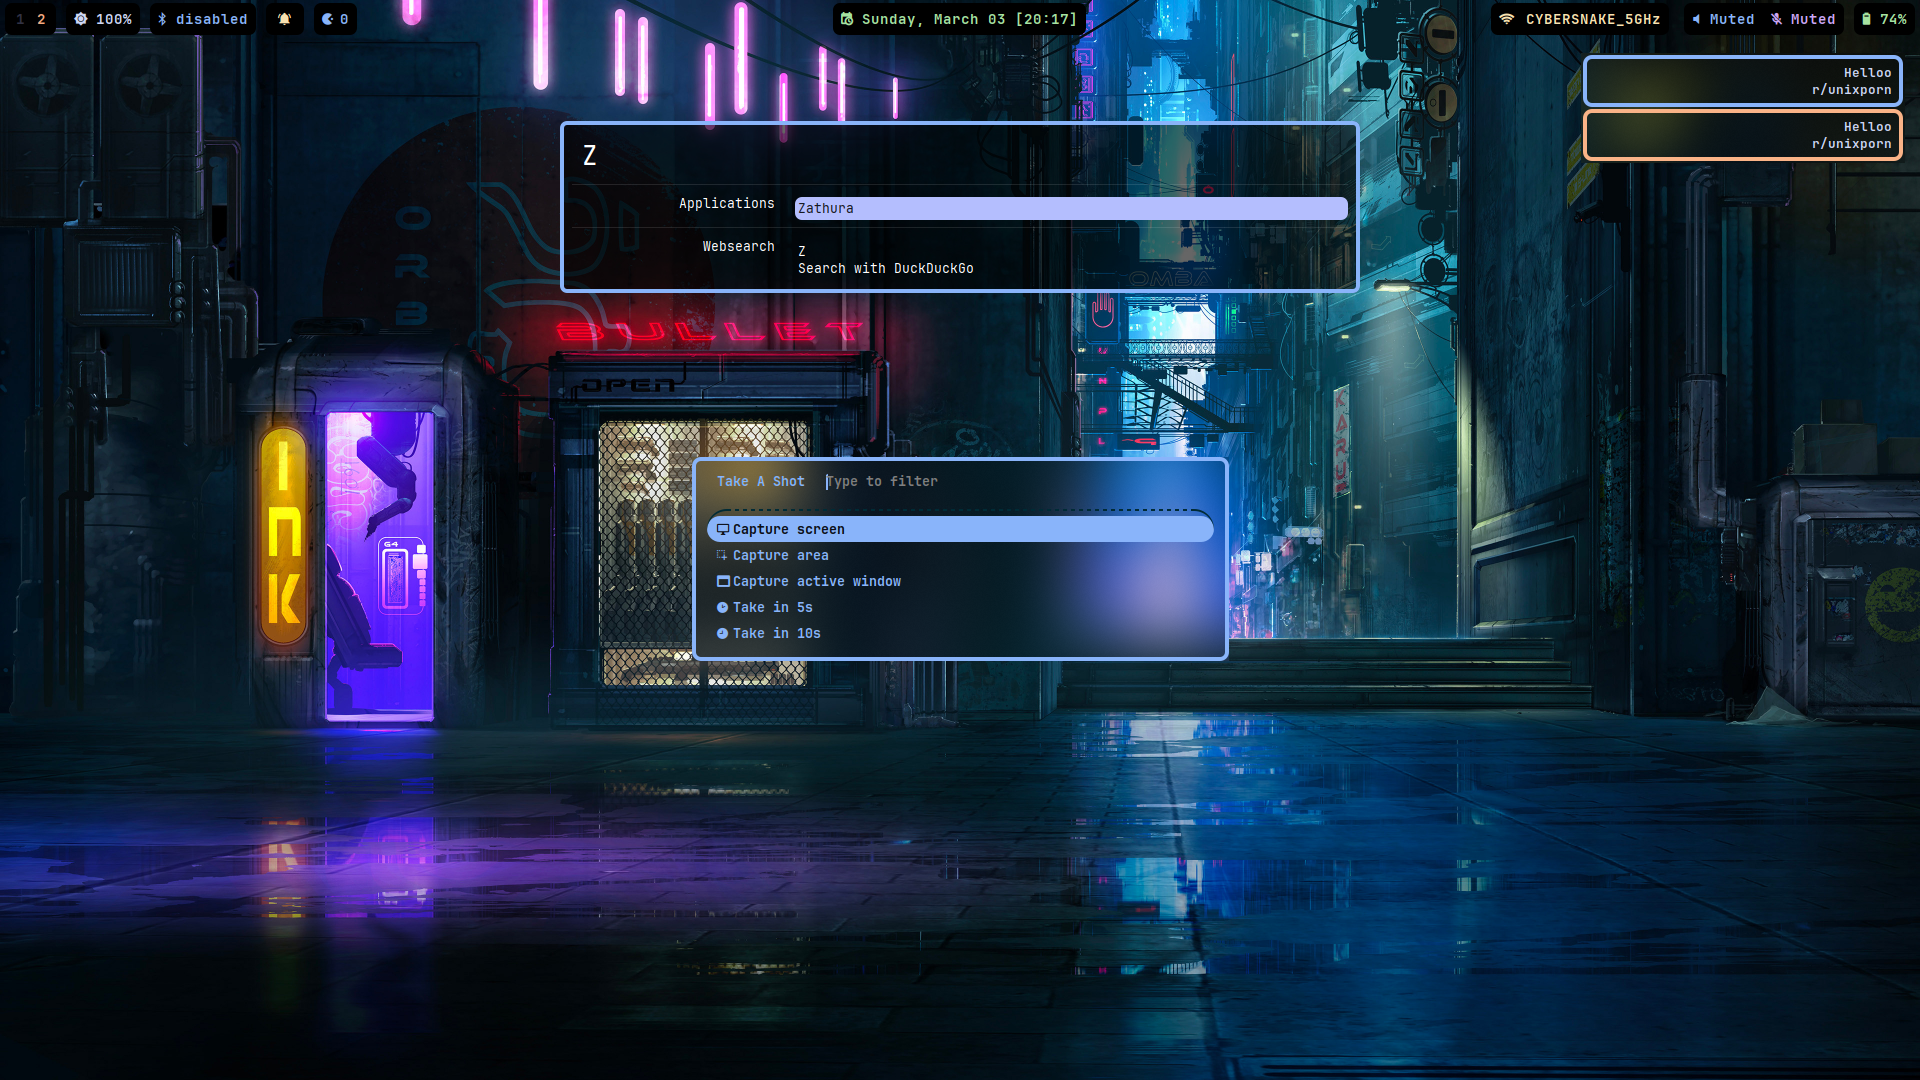 1 2 100% disabled 0 Sunday, March 03 [20:17] CYBERSNAKE_5GHz Muted Muted 74%
Helloo
r/unixporn
Helloo
r/unixporn
Z
Applications Zathura
Websearch Z
Search with DuckDuckGo
ORB
OMBA
BULLET
OPEN
INK
G4
Take A Shot Type to filter
Capture screen
Capture area
Capture active window
Take in 5s
Take in 10s